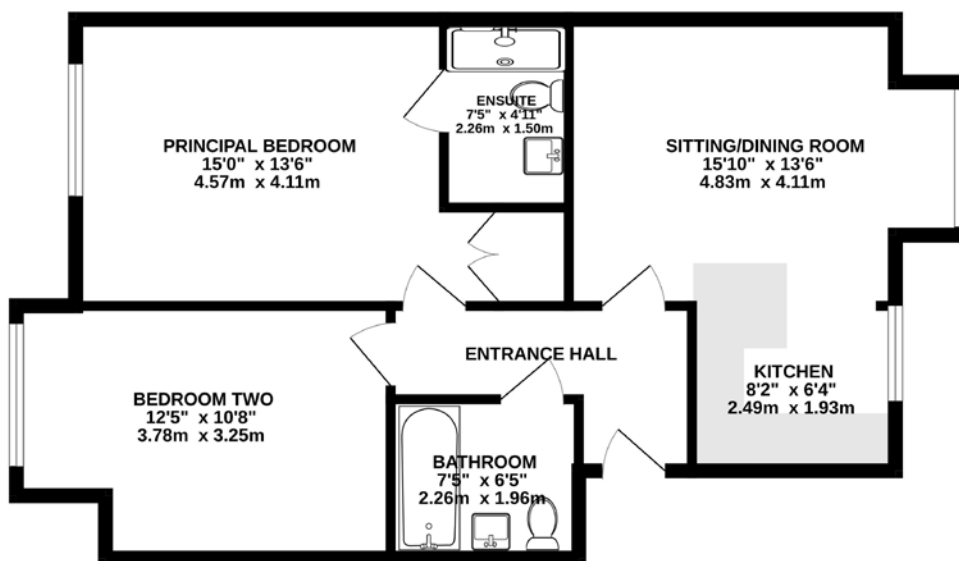 ENSUITE
7'5" x 4'11"
2.26m x 1.50m
PRINCIPAL BEDROOM
15'0" x 13'6"
4.57m x 4.11m
SITTING/DINING ROOM
15'10" x 13'6"
4.83m x 4.11m
ENTRANCE HALL
KITCHEN
8'2" x 6'4"
2.49m x 1.93m
BEDROOM TWO
12'5" x 10'8"
3.78m x 3.25m
BATHROOM
7'5" x 6'5"
2.26m x 1.96m